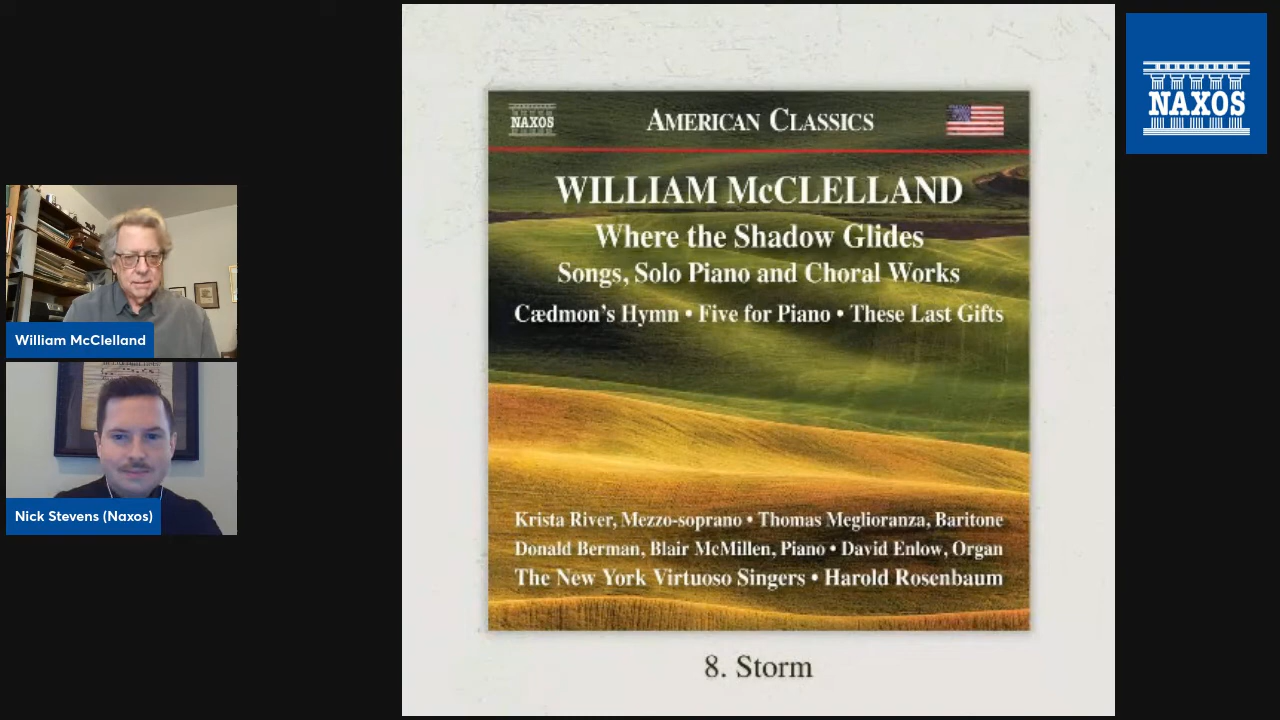 NAXOS
AMERICAN CLASSICS
WILLIAM McCLELLAND
Where the Shadow Glides
Songs, Solo Piano and Choral Works
Cædmon's Hymn • Five for Piano • These Last Gifts
Krista River, Mezzo-soprano • Thomas Meglioranza, Baritone
Donald Berman, Blair McMillen, Piano • David Enlow, Organ
The New York Virtuoso Singers • Harold Rosenbaum
8. Storm
NAXOS
William McClelland
Nick Stevens (Naxos)